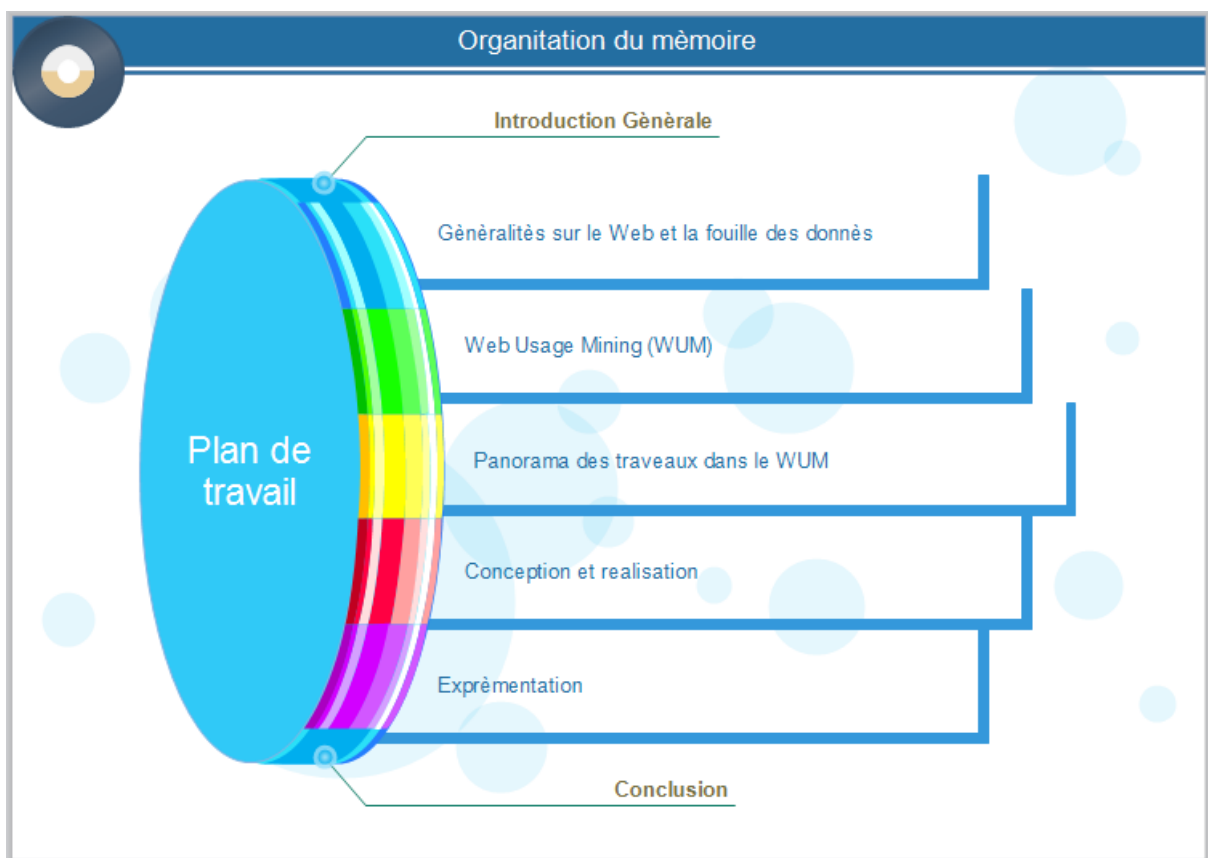 Organitation du mèmoire
Introduction Gènèrale
Gènèralitès sur le Web et la fouille des donnès
Web Usage Mining (WUM)
Plan de
travail
Panorama des traveaux dans le WUM
Conception et realisation
Exprèmentation
Conclusion